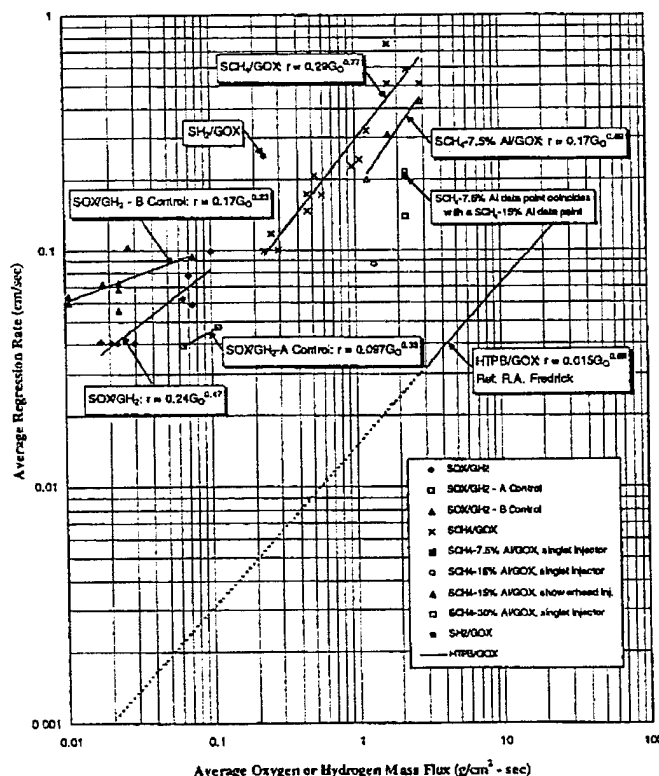 1
SCH₄/GOX: r = 0.29G₀^0.77
SH₂/GOX
SCH₄-7.5% Al/GOX: r = 0.17G₀
SOX/GH₂ - B Control: r = 0.17G₀^0.23
SCH₄-7.5% Al data point coincides
with a SCH₄-15% Al data point
0.1
SOX/GH₂-A Control: r = 0.097G₀^0.33
HTPB/GOX: r = 0.015G₀
Ref: R.A. Fredrick
SOX/GH₂: r = 0.24G₀^0.47
Average Regression Rate (cm/sec)
0.01
SOX/GH2
SOX/GH2 - A Control
SOX/GH2 - B Control
SCH4/GOX
SCH4-7.5% Al/GOX, singlet injector
SCH4-15% Al/GOX, singlet injector
SCH4-15% Al/GOX, showerhead inj.
SCH4-30% Al/GOX, singlet injector
SH2/GOX
HTPB/GOX
0.001
0.01 0.1 1 10 100
Average Oxygen or Hydrogen Mass Flux (g/cm² - sec)